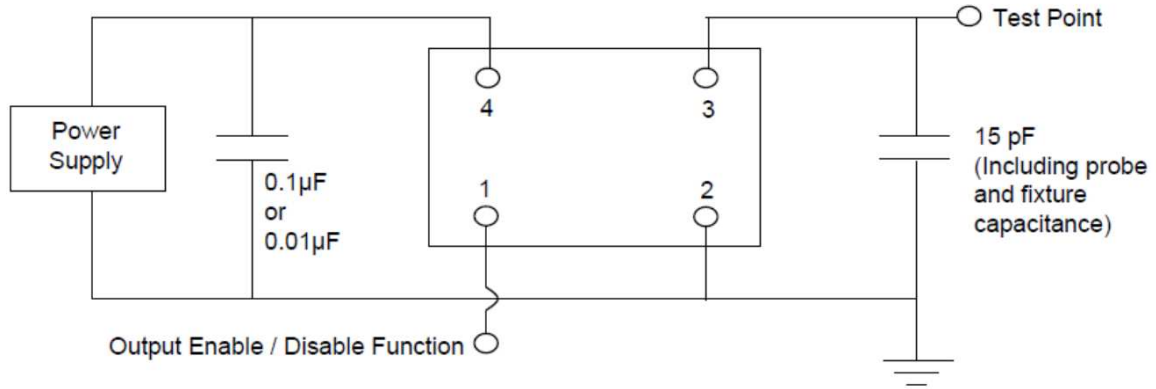 Test Point
4
3
Power
Supply
15 pF
(Including probe
and fixture
capacitance)
0.1µF
or
0.01µF
1
2
Output Enable / Disable Function